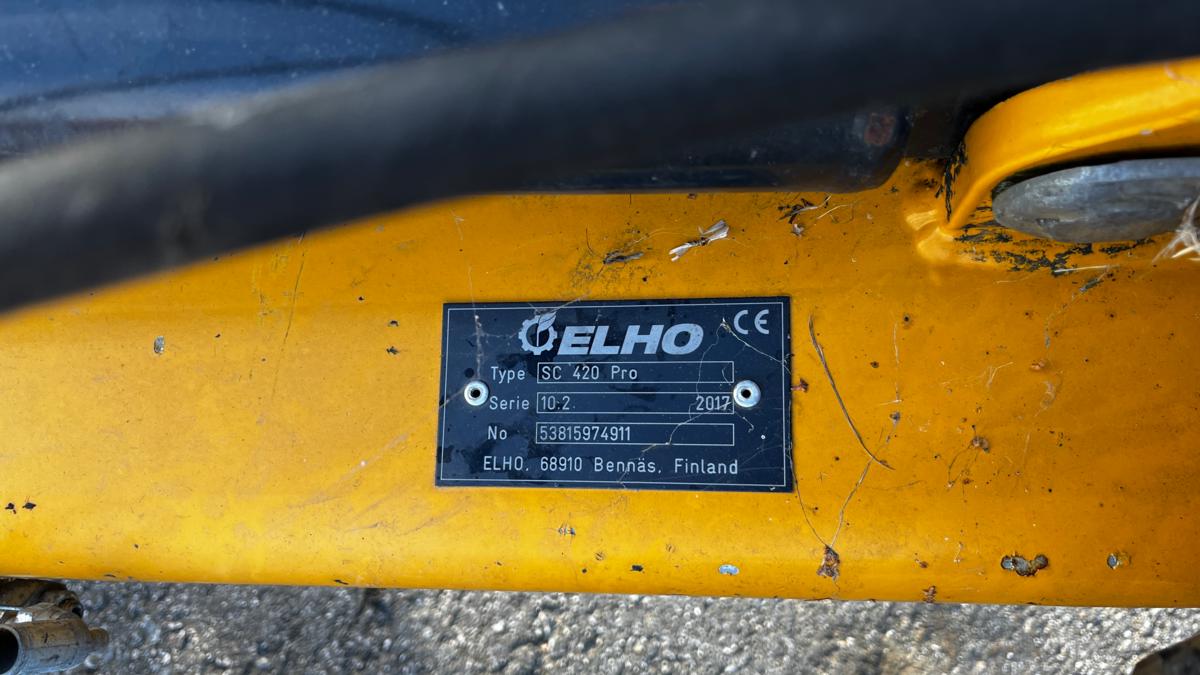 ELHO CE
Type SC 420 Pro
Serie 10.2 2017
No 53815974911
ELHO, 68910 Bennäs, Finland